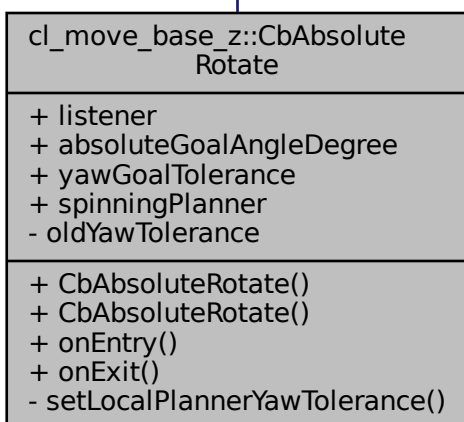 cl_move_base_z::CbAbsolute
Rotate
+ listener
+ absoluteGoalAngleDegree
+ yawGoalTolerance
+ spinningPlanner
- oldYawTolerance
+ CbAbsoluteRotate()
+ CbAbsoluteRotate()
+ onEntry()
+ onExit()
- setLocalPlannerYawTolerance()